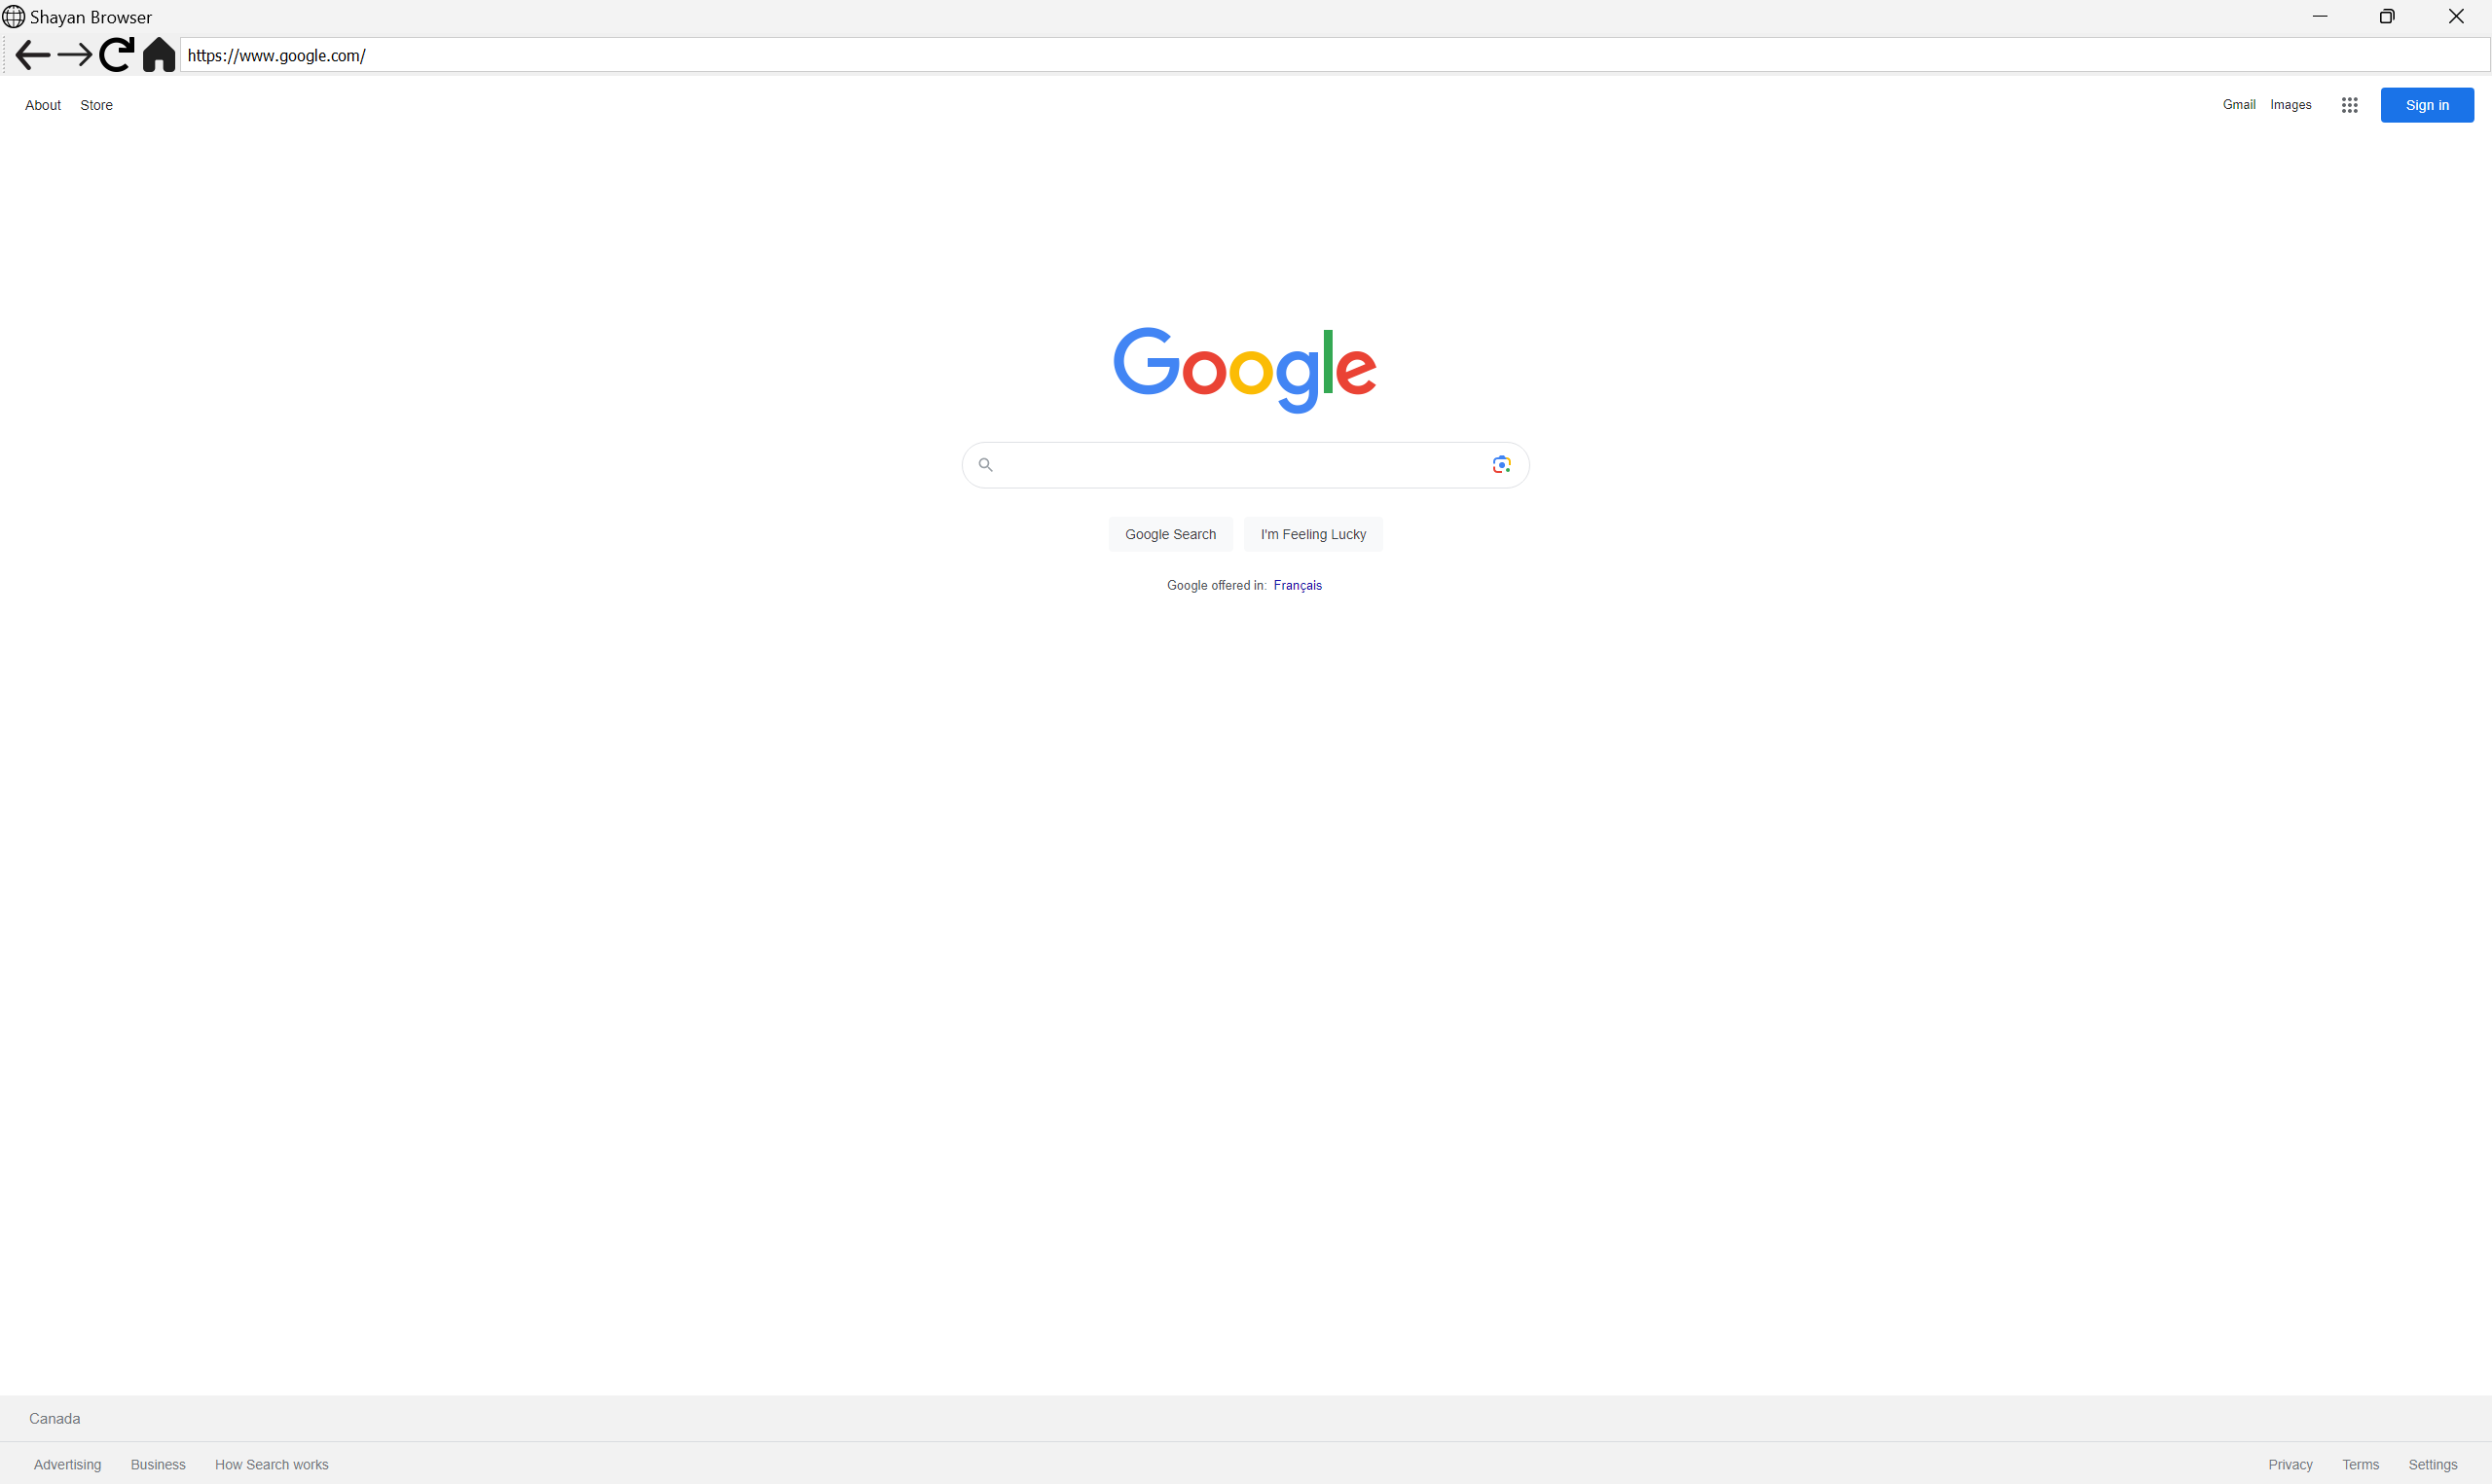 Shayan Browser
https://www.google.com/
About Store Gmail Images Sign in
Google
Google Search I'm Feeling Lucky
Google offered in: Français
Canada
Advertising Business How Search works Privacy Terms Settings